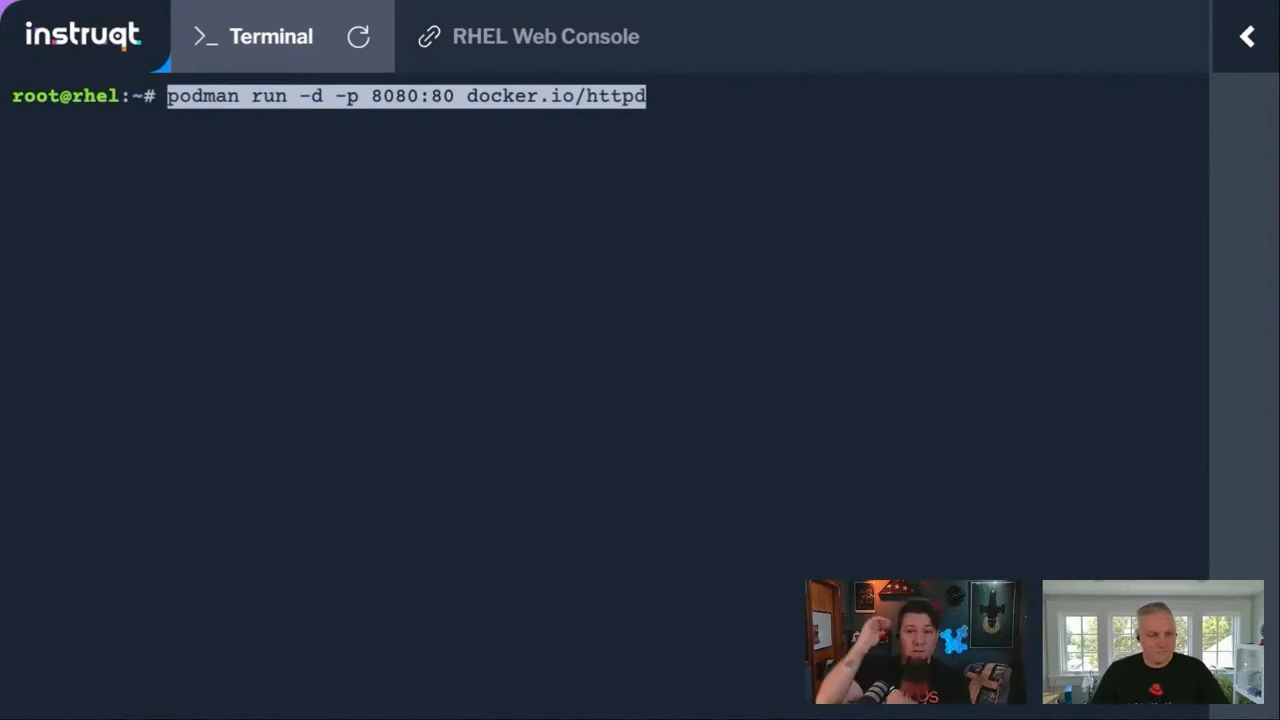 instruqt
>_ Terminal
RHEL Web Console
root@rhel:~# podman run -d -p 8080:80 docker.io/httpd